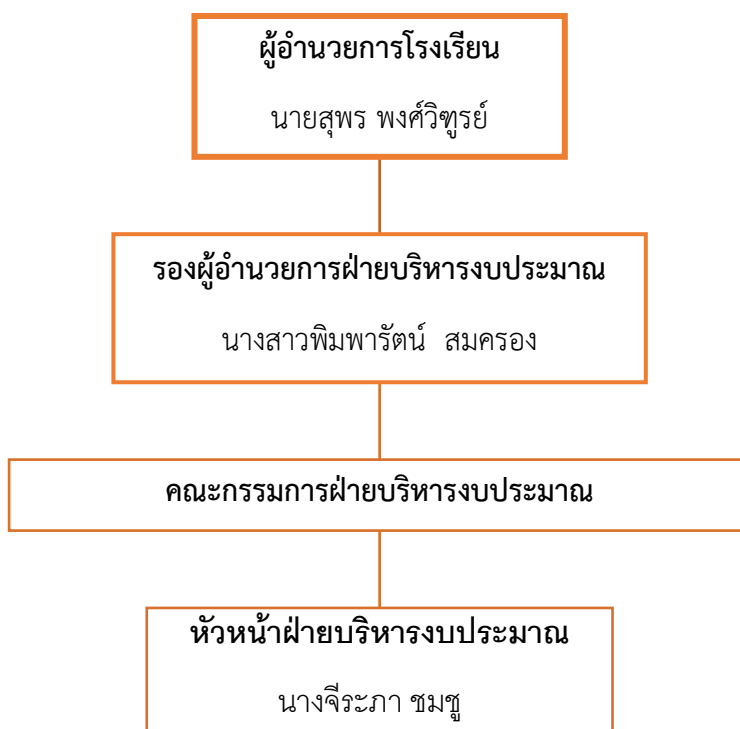 ผู้อำนวยการโรงเรียน
นายสุพร พงศ์วิฑูรย์
รองผู้อำนวยการฝ่ายบริหารงบประมาณ
นางสาวพิมพารัตน์  สมครอง
คณะกรรมการฝ่ายบริหารงบประมาณ
หัวหน้าฝ่ายบริหารงบประมาณ
นางจีระภา ชมชู